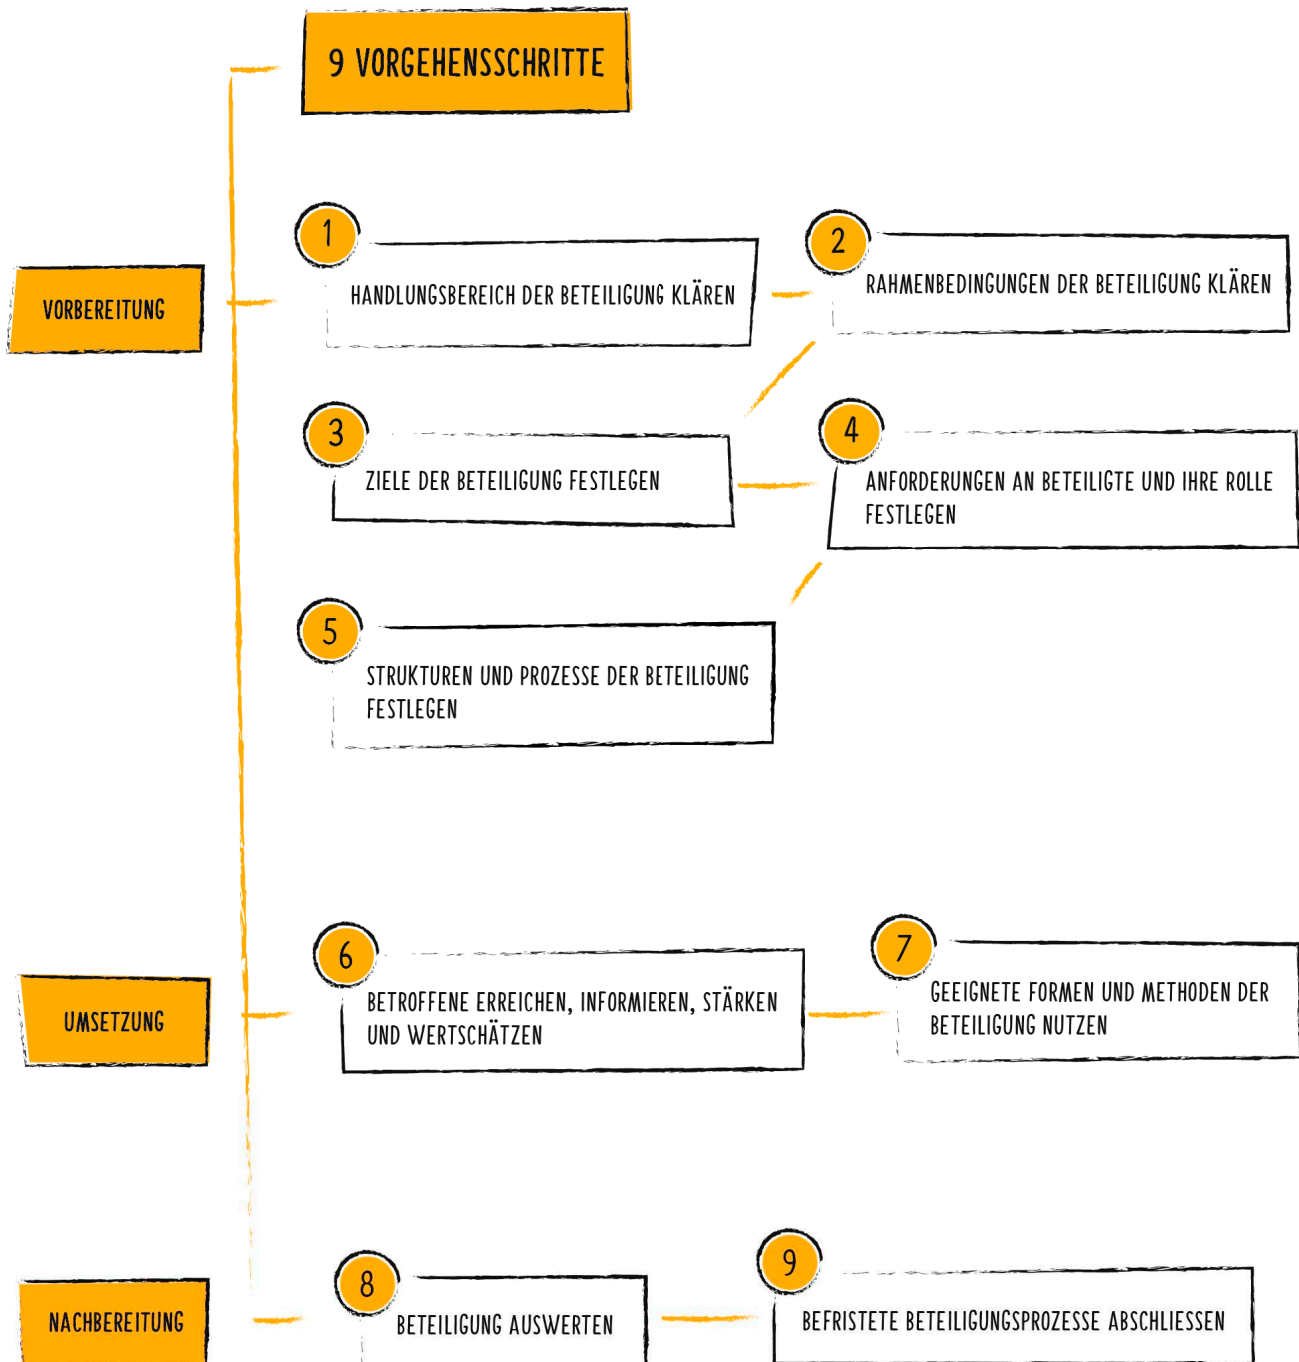 9 VORGEHENSSCHRITTE
VORBEREITUNG
1
HANDLUNGSBEREICH DER BETEILIGUNG KLÄREN
2
RAHMENBEDINGUNGEN DER BETEILIGUNG KLÄREN
3
ZIELE DER BETEILIGUNG FESTLEGEN
4
ANFORDERUNGEN AN BETEILIGTE UND IHRE ROLLE
FESTLEGEN
5
STRUKTUREN UND PROZESSE DER BETEILIGUNG
FESTLEGEN
UMSETZUNG
6
BETROFFENE ERREICHEN, INFORMIEREN, STÄRKEN
UND WERTSCHÄTZEN
7
GEEIGNETE FORMEN UND METHODEN DER
BETEILIGUNG NUTZEN
NACHBEREITUNG
8
BETEILIGUNG AUSWERTEN
9
BEFRISTETE BETEILIGUNGSPROZESSE ABSCHLIESSEN